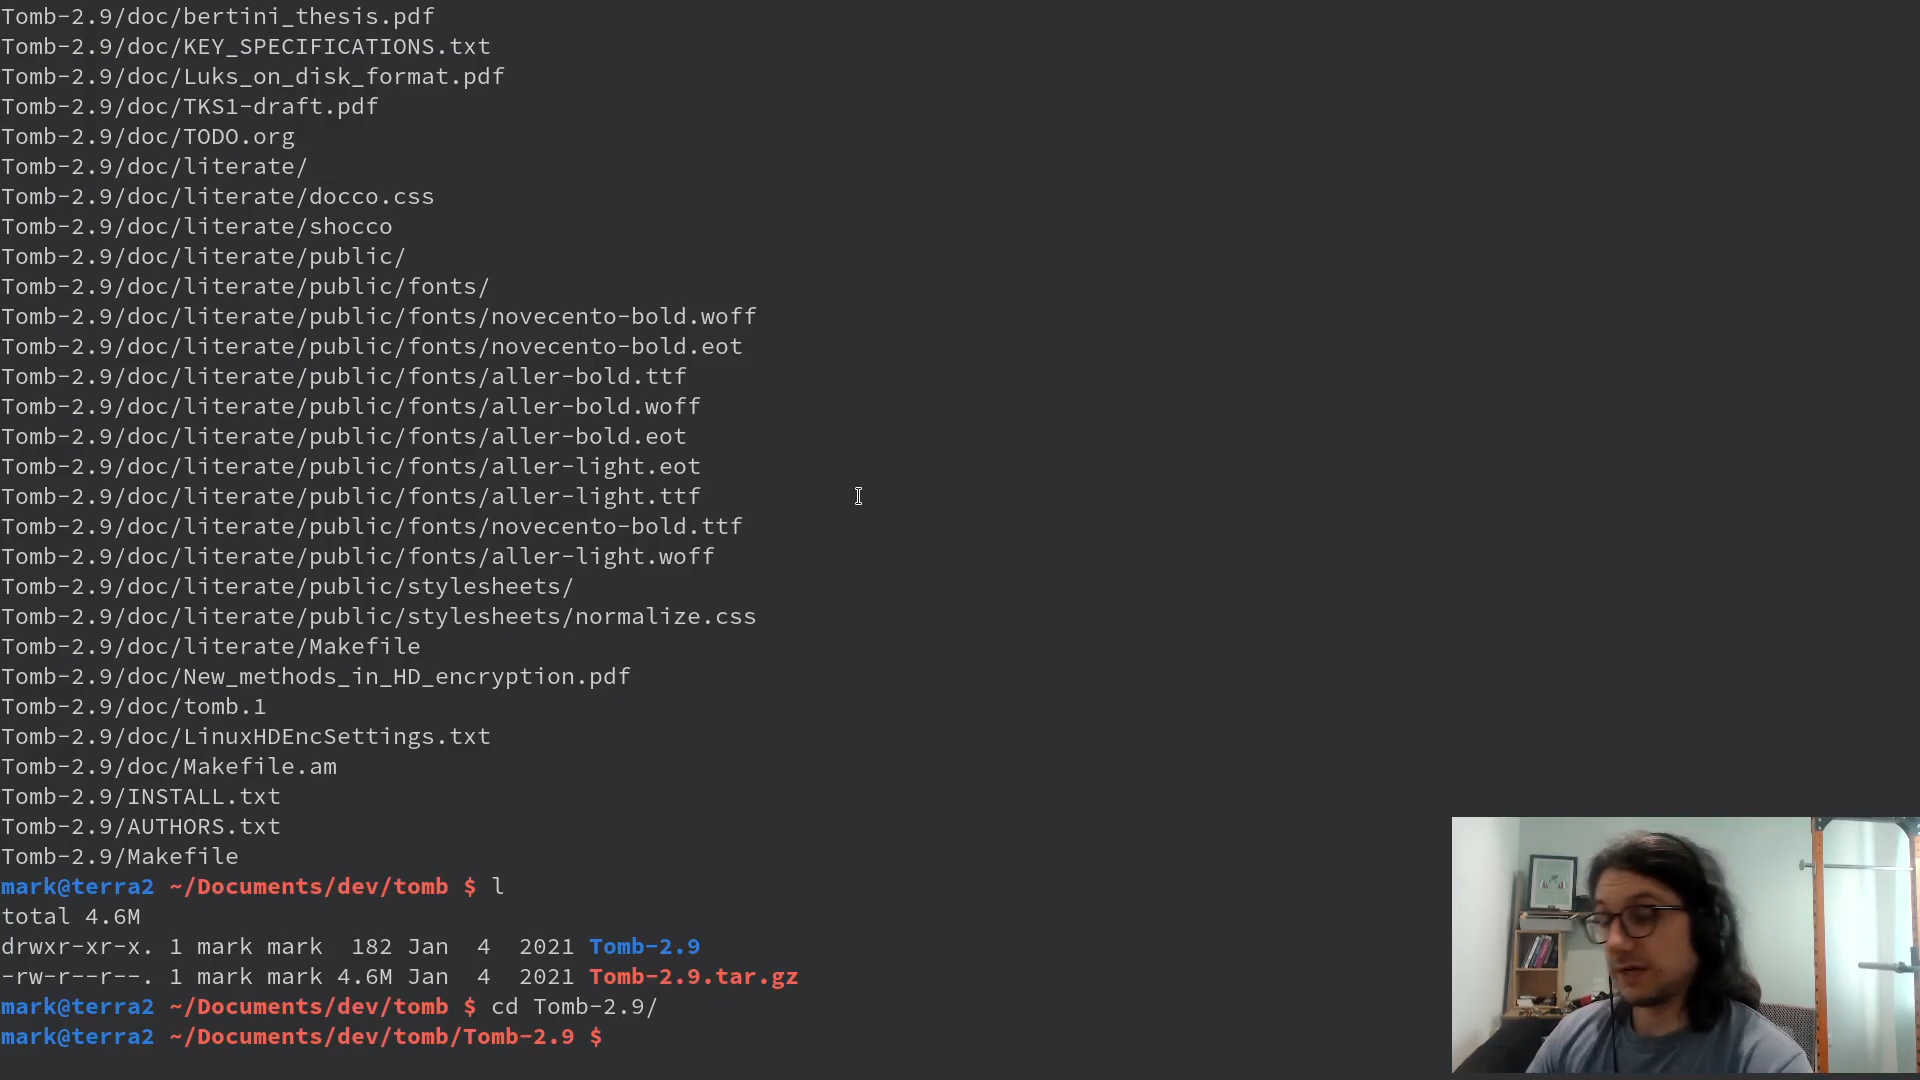 Tomb-2.9/doc/bertini_thesis.pdf
Tomb-2.9/doc/KEY_SPECIFICATIONS.txt
Tomb-2.9/doc/Luks_on_disk_format.pdf
Tomb-2.9/doc/TKS1-draft.pdf
Tomb-2.9/doc/TODO.org
Tomb-2.9/doc/literate/
Tomb-2.9/doc/literate/docco.css
Tomb-2.9/doc/literate/shocco
Tomb-2.9/doc/literate/public/
Tomb-2.9/doc/literate/public/fonts/
Tomb-2.9/doc/literate/public/fonts/novecento-bold.woff
Tomb-2.9/doc/literate/public/fonts/novecento-bold.eot
Tomb-2.9/doc/literate/public/fonts/aller-bold.ttf
Tomb-2.9/doc/literate/public/fonts/aller-bold.woff
Tomb-2.9/doc/literate/public/fonts/aller-bold.eot
Tomb-2.9/doc/literate/public/fonts/aller-light.eot
Tomb-2.9/doc/literate/public/fonts/aller-light.ttf
Tomb-2.9/doc/literate/public/fonts/novecento-bold.ttf
Tomb-2.9/doc/literate/public/fonts/aller-light.woff
Tomb-2.9/doc/literate/public/stylesheets/
Tomb-2.9/doc/literate/public/stylesheets/normalize.css
Tomb-2.9/doc/literate/Makefile
Tomb-2.9/doc/New_methods_in_HD_encryption.pdf
Tomb-2.9/doc/tomb.1
Tomb-2.9/doc/LinuxHDEncSettings.txt
Tomb-2.9/doc/Makefile.am
Tomb-2.9/INSTALL.txt
Tomb-2.9/AUTHORS.txt
Tomb-2.9/Makefile
mark@terra2 ~/Documents/dev/tomb $ l
total 4.6M
drwxr-xr-x. 1 mark mark  182 Jan  4  2021 Tomb-2.9
-rw-r--r--. 1 mark mark 4.6M Jan  4  2021 Tomb-2.9.tar.gz
mark@terra2 ~/Documents/dev/tomb $ cd Tomb-2.9/
mark@terra2 ~/Documents/dev/tomb/Tomb-2.9 $